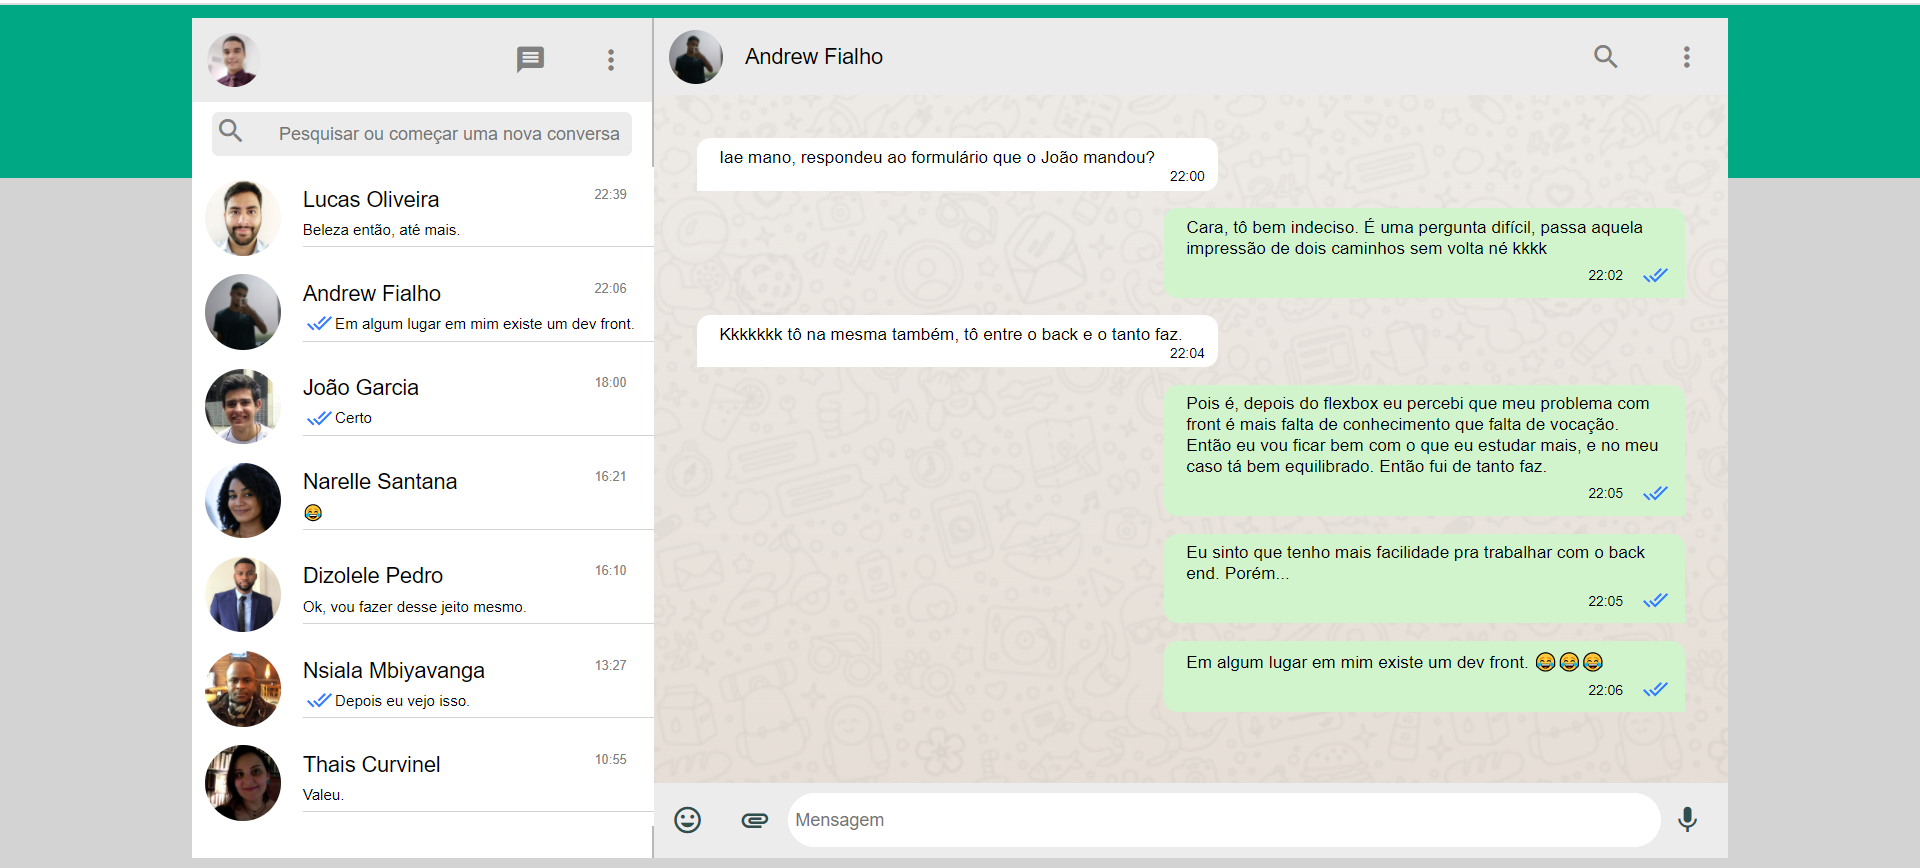 Pesquisar ou começar uma nova conversa
Lucas Oliveira
22:39
Beleza então, até mais.
Andrew Fialho
22:06
Em algum lugar em mim existe um dev front.
João Garcia
18:00
Certo
Narelle Santana
16:21
😂
Dizolele Pedro
16:10
Ok, vou fazer desse jeito mesmo.
Nsiala Mbiyavanga
13:27
Depois eu vejo isso.
Thais Curvinel
10:55
Valeu.
Andrew Fialho
Iae mano, respondeu ao formulário que o João mandou?
22:00
Cara, tô bem indeciso. É uma pergunta difícil, passa aquela
impressão de dois caminhos sem volta né kkkk
22:02
Kkkkkkk tô na mesma também, tô entre o back e o tanto faz.
22:04
Pois é, depois do flexbox eu percebi que meu problema com
front é mais falta de conhecimento que falta de vocação.
Então eu vou ficar bem com o que eu estudar mais, e no meu
caso tá bem equilibrado. Então fui de tanto faz.
22:05
Eu sinto que tenho mais facilidade pra trabalhar com o back
end. Porém...
22:05
Em algum lugar em mim existe um dev front. 😂😂😂
22:06
Mensagem